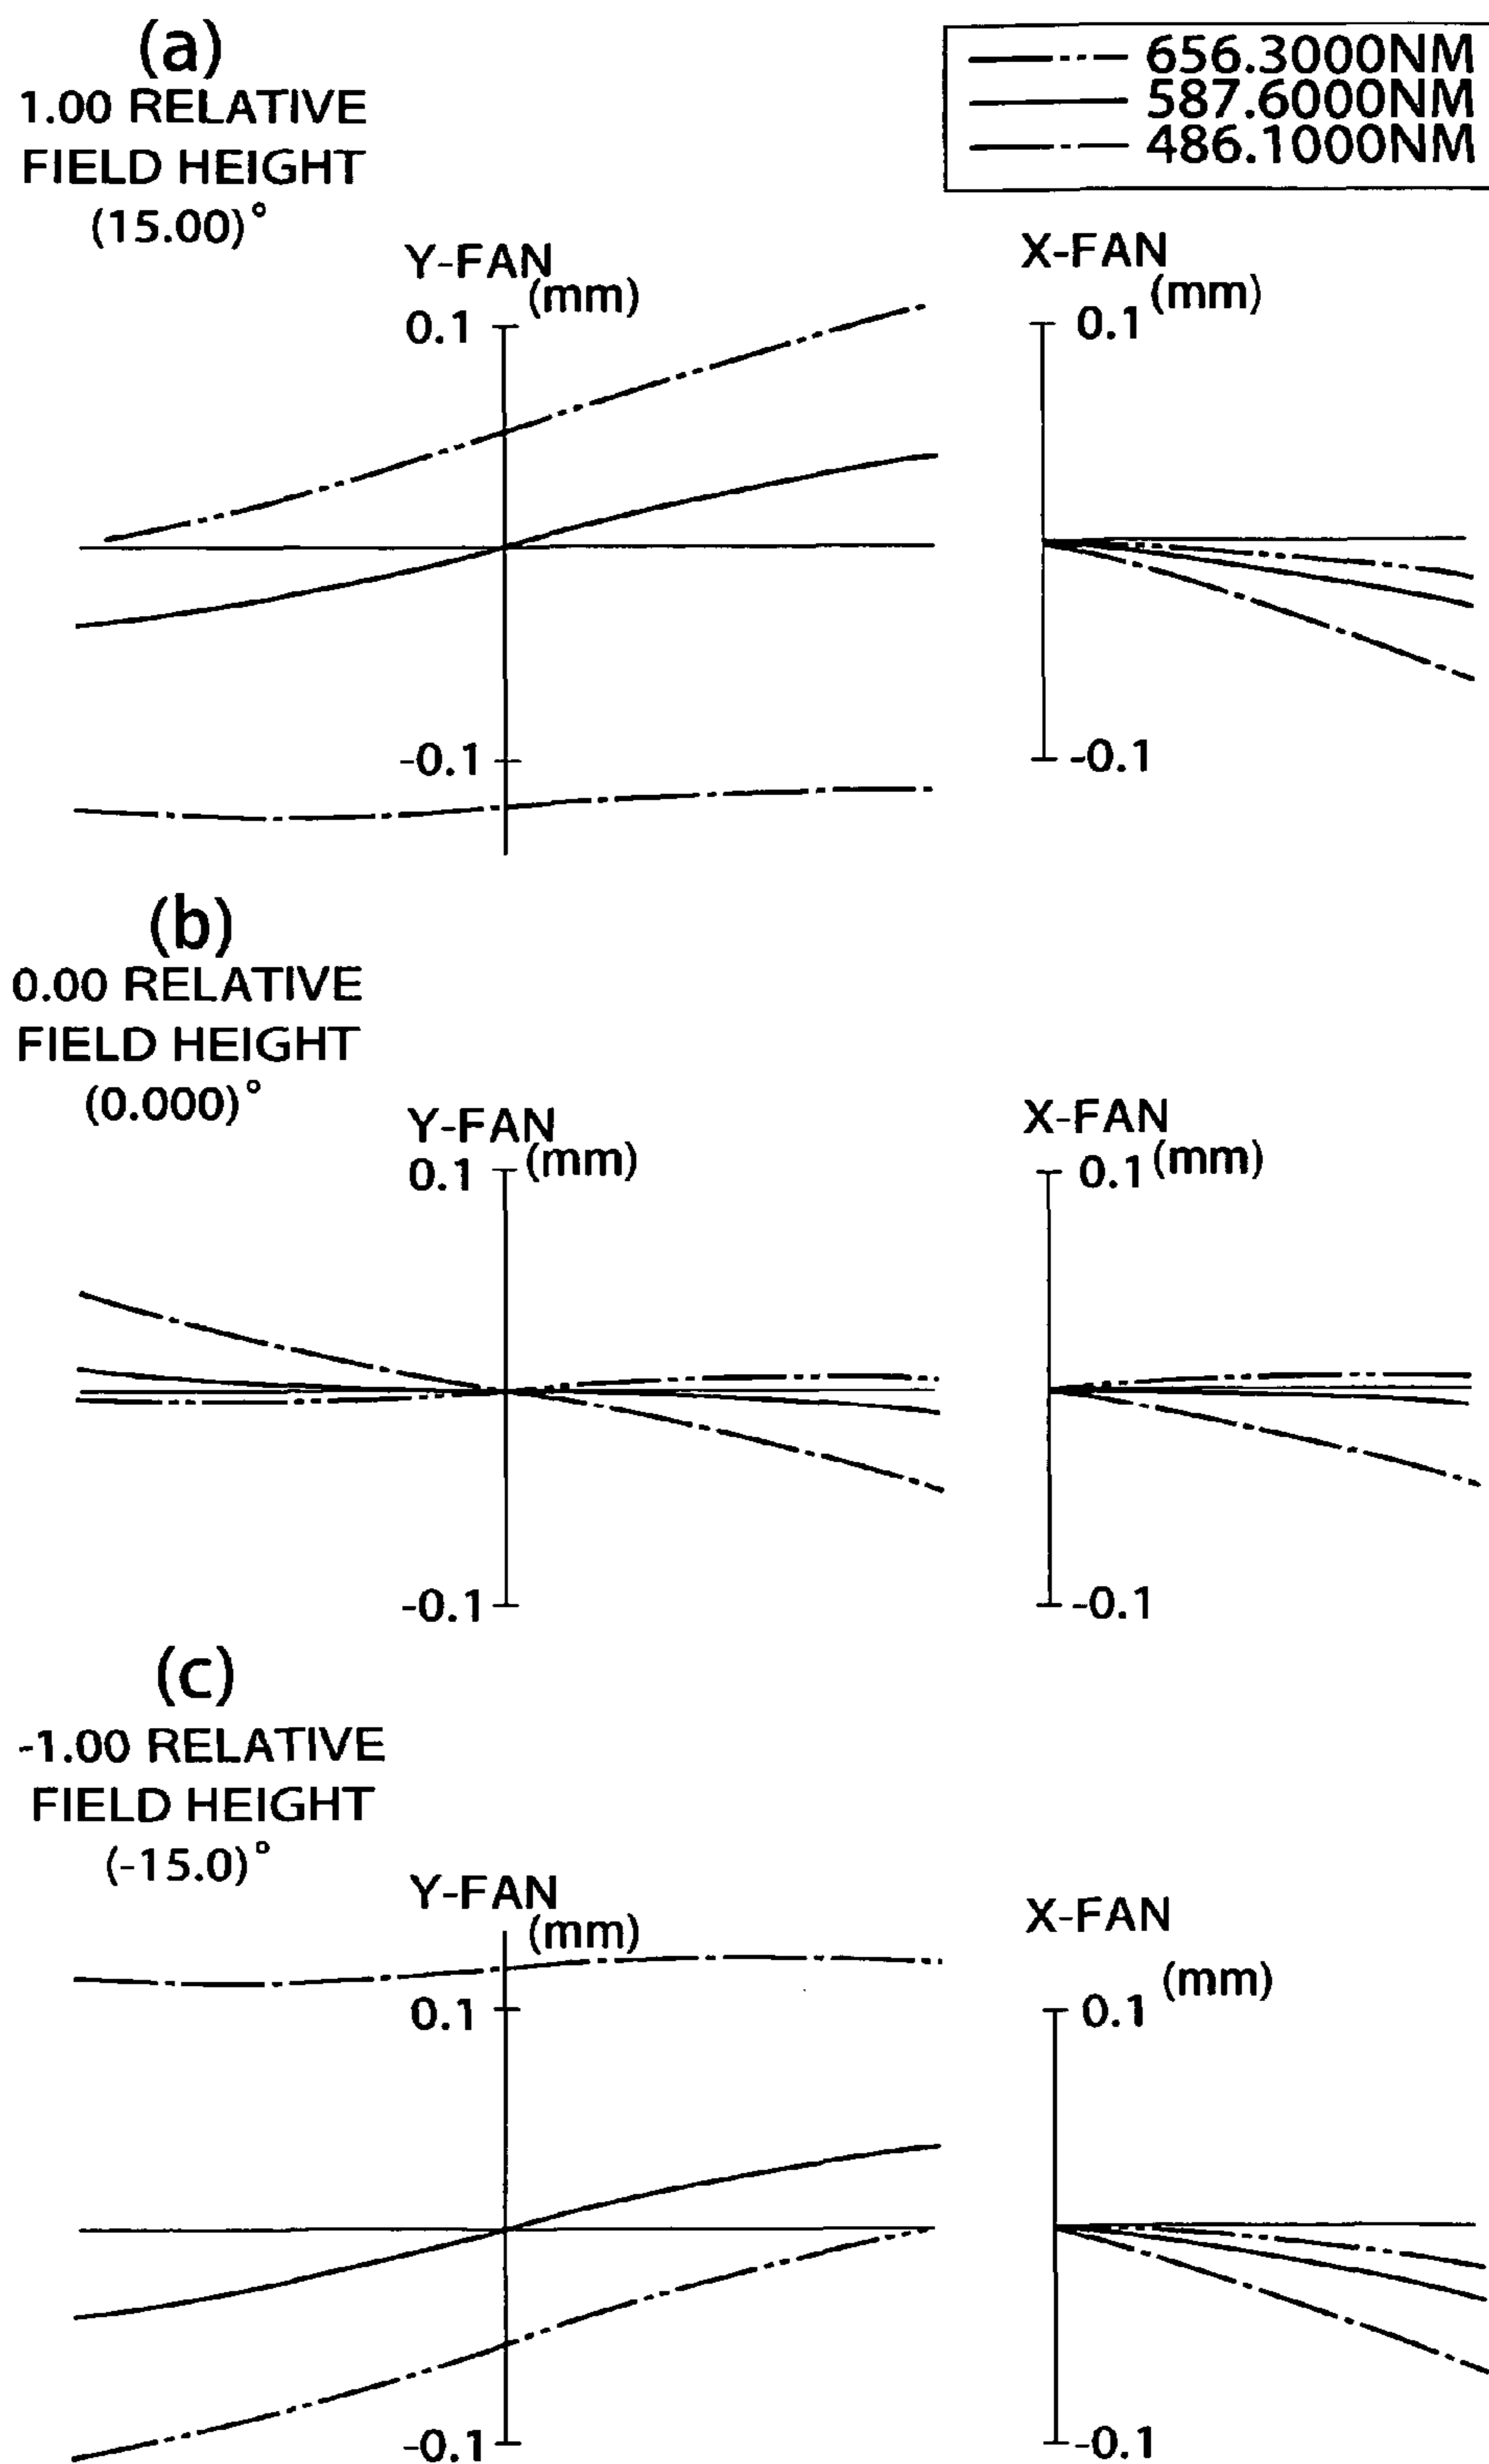 (a)
1.00 RELATIVE
FIELD HEIGHT
(15.00)°
656.3000NM
587.6000NM
486.1000NM
Y-FAN
(mm)
0.1
-0.1
X-FAN
(mm)
0.1
-0.1
(b)
0.00 RELATIVE
FIELD HEIGHT
(0.000)°
Y-FAN
(mm)
0.1
-0.1
X-FAN
(mm)
0.1
-0.1
(c)
-1.00 RELATIVE
FIELD HEIGHT
(-15.0)°
Y-FAN
(mm)
0.1
-0.1
X-FAN
(mm)
0.1
-0.1